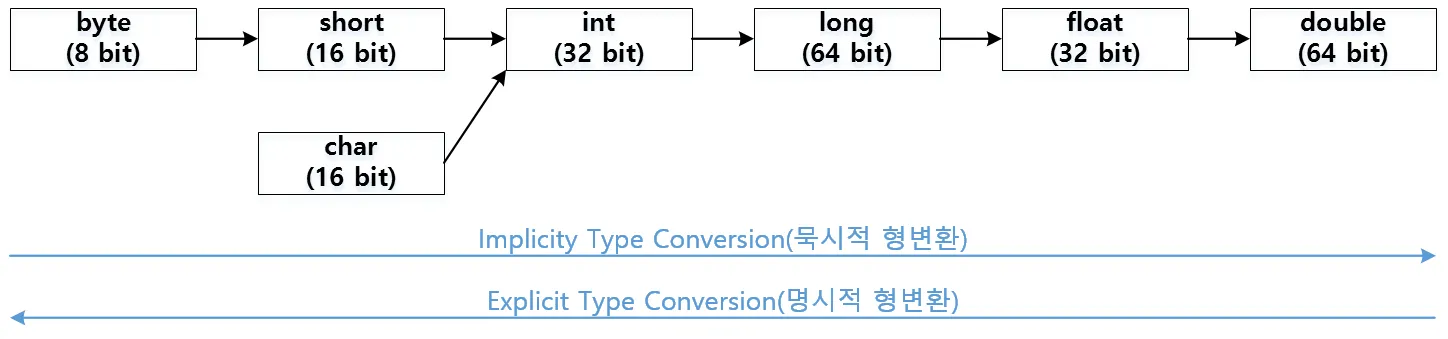 byte
(8 bit)
short
(16 bit)
int
(32 bit)
long
(64 bit)
float
(32 bit)
double
(64 bit)
char
(16 bit)
Implicity Type Conversion(묵시적 형변환)
Explicit Type Conversion(명시적 형변환)